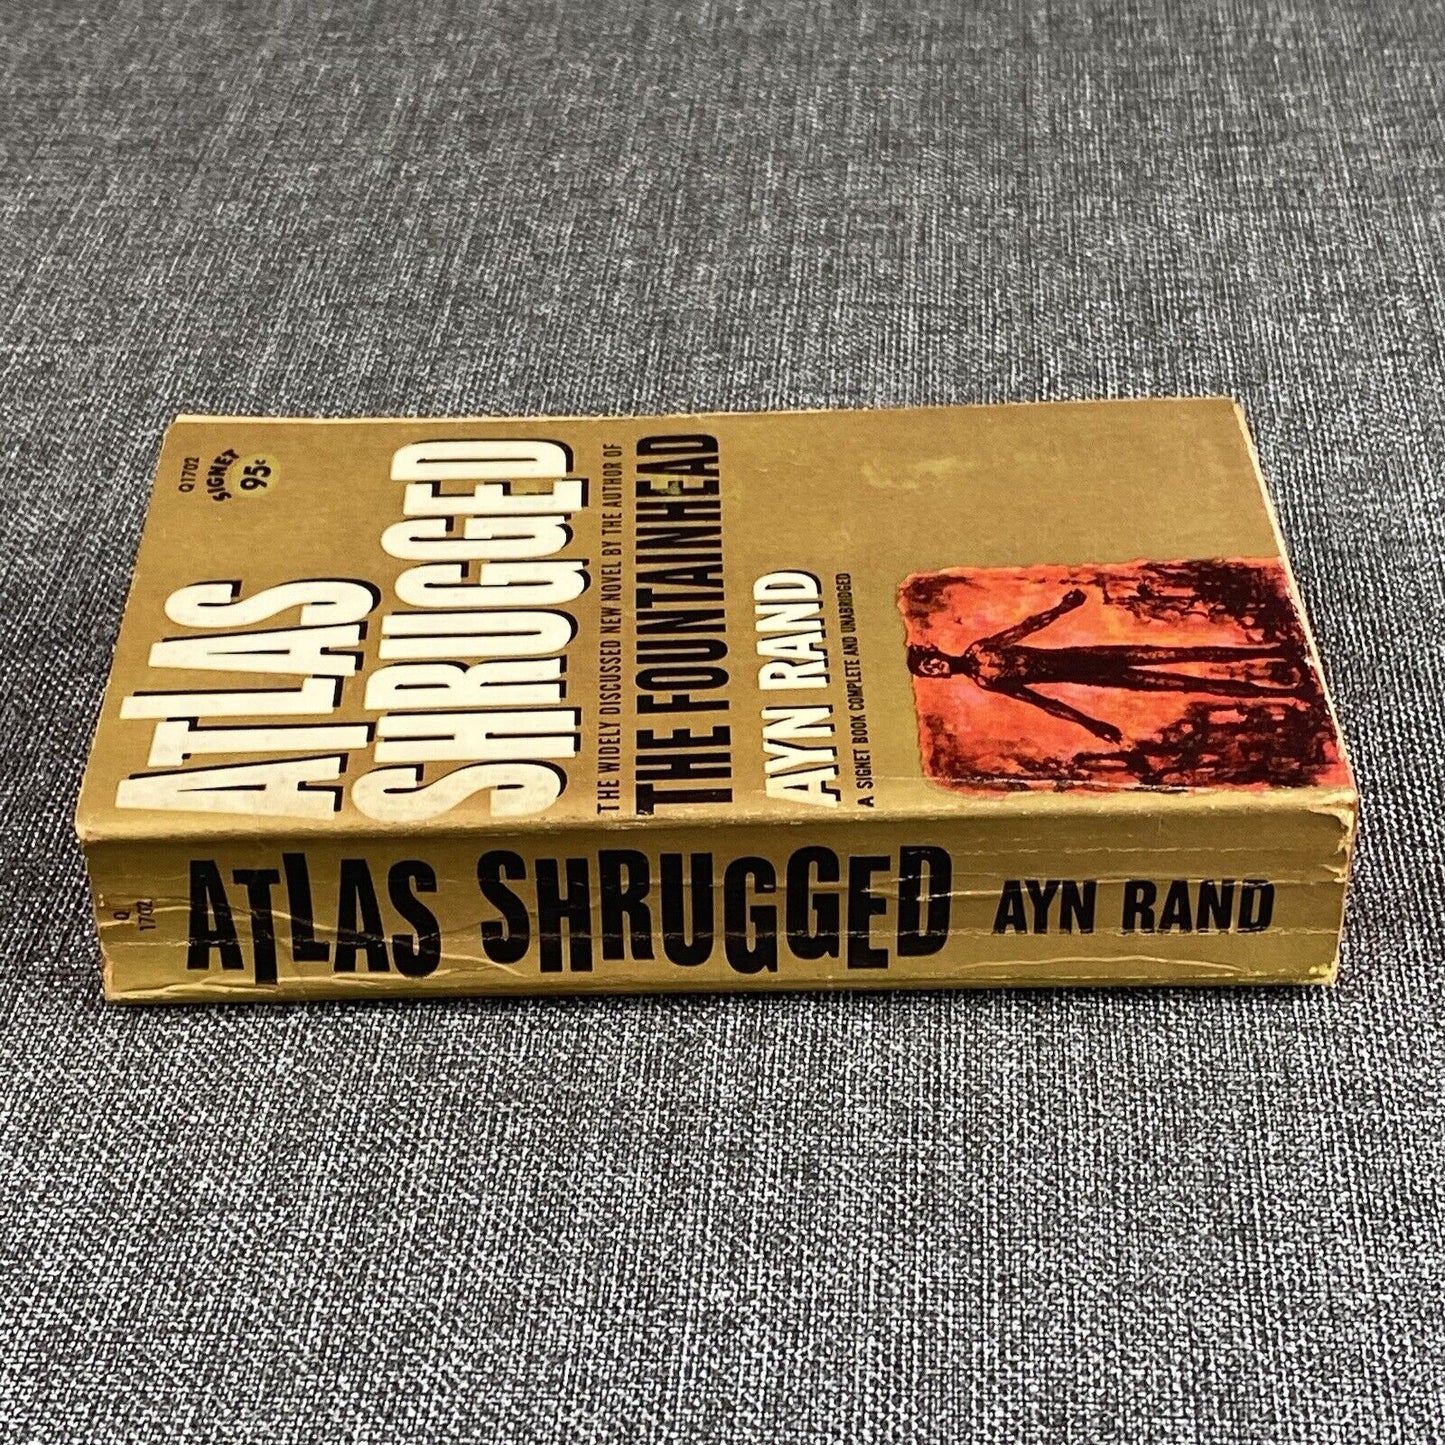 Q1702
SIGNET
95¢
ATLAS
SHRUGGED
THE WIDELY DISCUSSED NEW NOVEL BY THE AUTHOR OF
THE FOUNTAINHEAD
AYN RAND
A SIGNET BOOK COMPLETE AND UNABRIDGED
Q
1702
ATLAS SHRUGGED AYN RAND